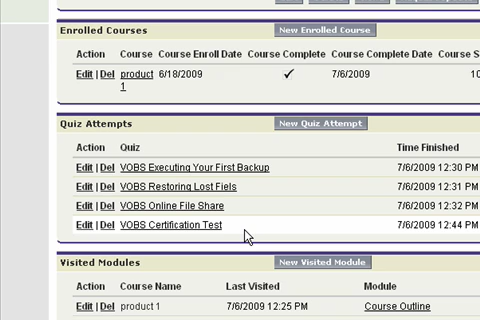 Enrolled Courses New Enrolled Course
Action Course Course Enroll Date Course Complete Course Complete Date Course S
Edit | Del product 1 6/18/2009 7/6/2009 10
Quiz Attempts New Quiz Attempt
Action Quiz Time Finished
Edit | Del VOBS Executing Your First Backup 7/6/2009 12:30 PM
Edit | Del VOBS Restoring Lost Fiels 7/6/2009 12:31 PM
Edit | Del VOBS Online File Share 7/6/2009 12:32 PM
Edit | Del VOBS Certification Test 7/6/2009 12:44 PM
Visited Modules New Visited Module
Action Course Name Last Visited Module
Edit | Del product 1 7/6/2009 12:25 PM Course Outline